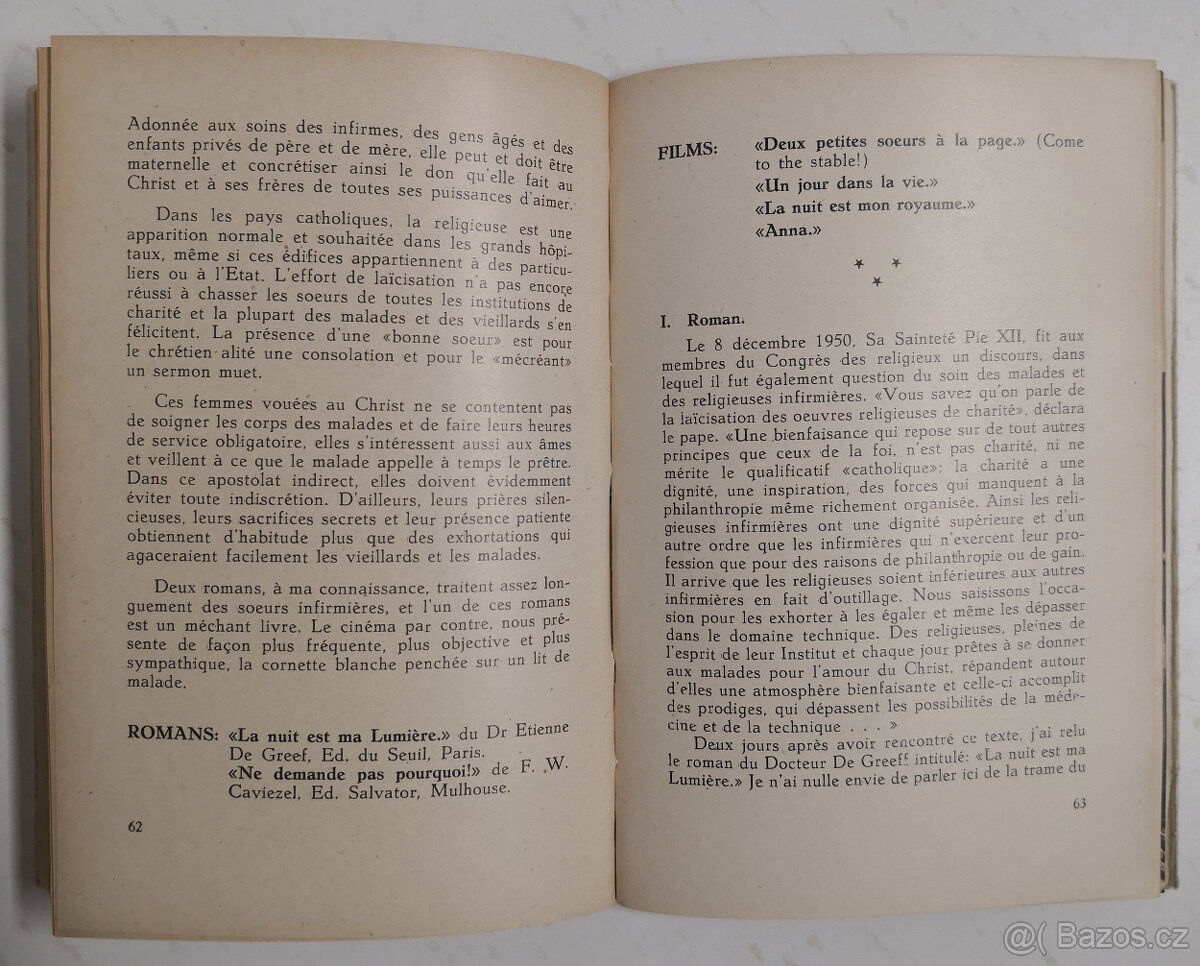 Adonnée aux soins des infirmes, des gens âgés et des
enfants privés de père et de mère, elle peut et doit être
maternelle et concrétiser ainsi le don qu'elle fait au
Christ et à ses frères de toutes ses puissances d'aimer.
Dans les pays catholiques, la religieuse est une
apparition normale et souhaitée dans les grands hôpi-
taux, même si ces édifices appartiennent à des particu-
liers ou à l'Etat. L'effort de laïcisation n'a pas encore
réussi à chasser les soeurs de toutes les institutions de
charité et la plupart des malades et des vieillards s'en
félicitent. La présence d'une «bonne soeur» est pour
le chrétien alité une consolation et pour le «mécréant»
un sermon muet.
Ces femmes vouées au Christ ne se contentent pas
de soigner les corps des malades et de faire leurs heures
de service obligatoire, elles s'intéressent aussi aux âmes
et veillent à ce que le malade appelle à temps le prêtre.
Dans ce apostolat indirect, elles doivent évidemment
éviter toute indiscrétion. D'ailleurs, leurs prières silen-
cieuses, leurs sacrifices secrets et leur présence patiente
obtiennent d'habitude plus que des exhortations qui
agaceraient facilement les vieillards et les malades.
Deux romans, à ma connaissance, traitent assez lon-
guement des soeurs infirmières, et l'un de ces romans
est un méchant livre. Le cinéma par contre, nous pré-
sente de façon plus fréquente, plus objective et plus
sympathique, la cornette blanche penchée sur un lit de
malade.
ROMANS: «La nuit est ma Lumière.» du Dr Etienne
De Greef, Ed. du Seuil, Paris.
«Ne demande pas pourquoi!» de F. W.
Caviezel, Ed. Salvator, Mulhouse.
62
FILMS: «Deux petites soeurs à la page.» (Come
to the stable!)
«Un jour dans la vie.»
«La nuit est mon royaume.»
«Anna.»
I. Roman.
Le 8 décembre 1950, Sa Sainteté Pie XII, fit aux
membres du Congrès des religieux un discours, dans
lequel il fut également question du soin des malades et
des religieuses infirmières. «Vous savez qu'on parle de
la laïcisation des oeuvres religieuses de charité», déclara
le pape. «Une bienfaisance qui repose sur de tout autres
principes que ceux de la foi, n'est pas charité, ni ne
mérite le qualificatif «catholique»; la charité a une
dignité, une inspiration, des forces qui manquent à la
philanthropie même richement organisée. Ainsi les reli-
gieuses infirmières ont une dignité supérieure et d'un
autre ordre que les infirmières qui n'exercent leur pro-
fession que pour des raisons de philanthropie ou de gain.
Il arrive que les religieuses soient inférieures aux autres
infirmières en fait d'outillage. Nous saisissons l'occa-
sion pour les exhorter à les égaler et même les dépasser
dans le domaine technique. Des religieuses, pleines de
l'esprit de leur Institut et chaque jour prêtes à se donner
aux malades pour l'amour du Christ, répandent autour
d'elles une atmosphère bienfaisante et celle-ci accomplit
des prodiges, qui dépassent les possibilités de la méde-
cine et de la technique . . . »
Deux jours après avoir rencontré ce texte, j'ai relu
le roman du Docteur De Greeff intitulé: «La nuit est ma
Lumière.» Je n'ai nulle envie de parler ici de la trame du
63
@( Bazos.cz